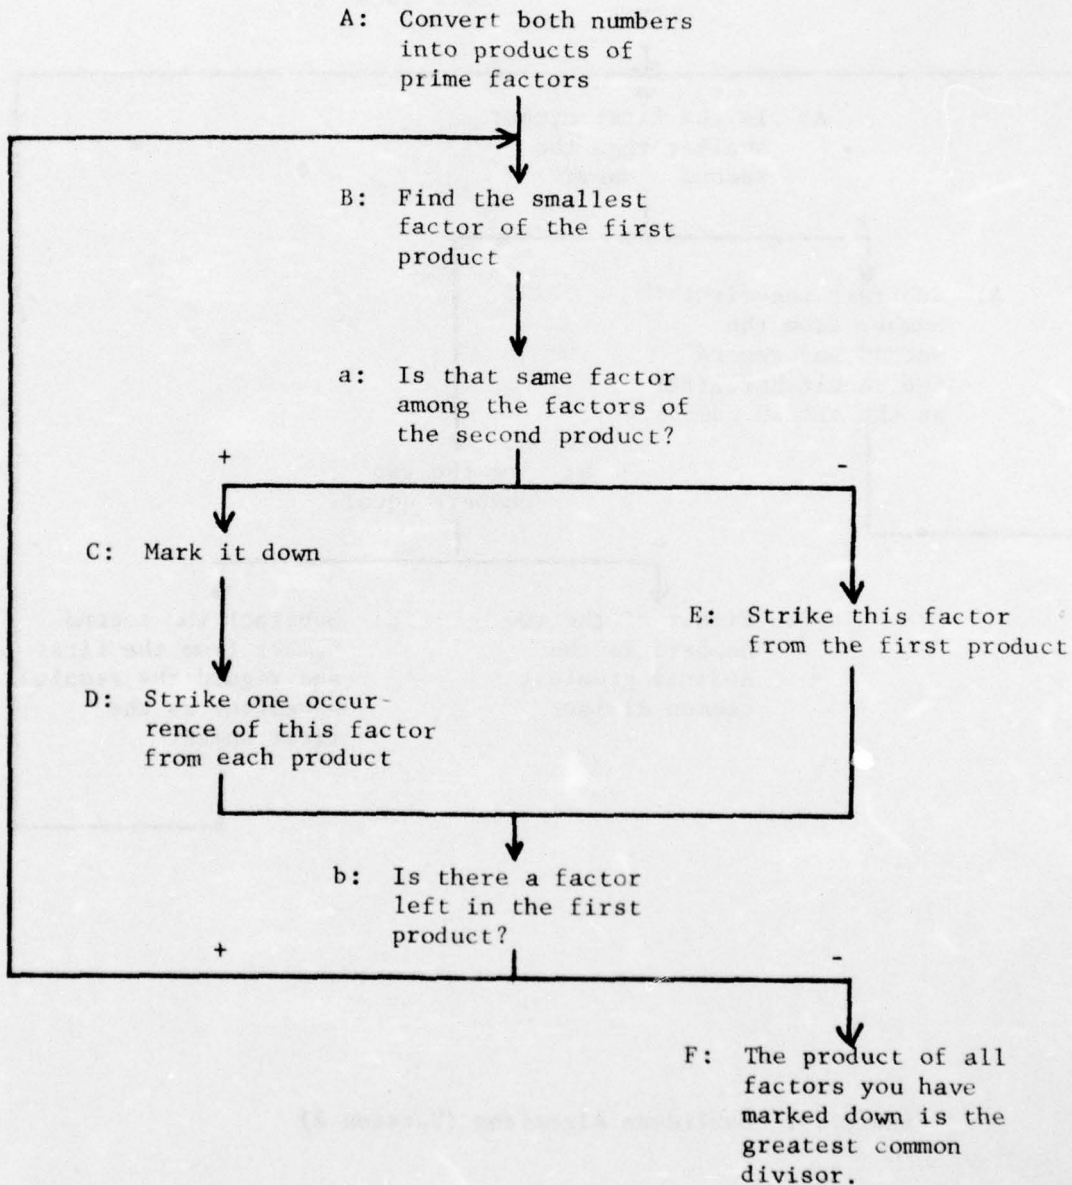 A: Convert both numbers
into products of
prime factors
B: Find the smallest
factor of the first
product
a: Is that same factor
among the factors of
the second product?
+
-
C: Mark it down
E: Strike this factor
from the first product
D: Strike one occur-
rence of this factor
from each product
b: Is there a factor
left in the first
product?
+
-
F: The product of all
factors you have
marked down is the
greatest common
divisor.